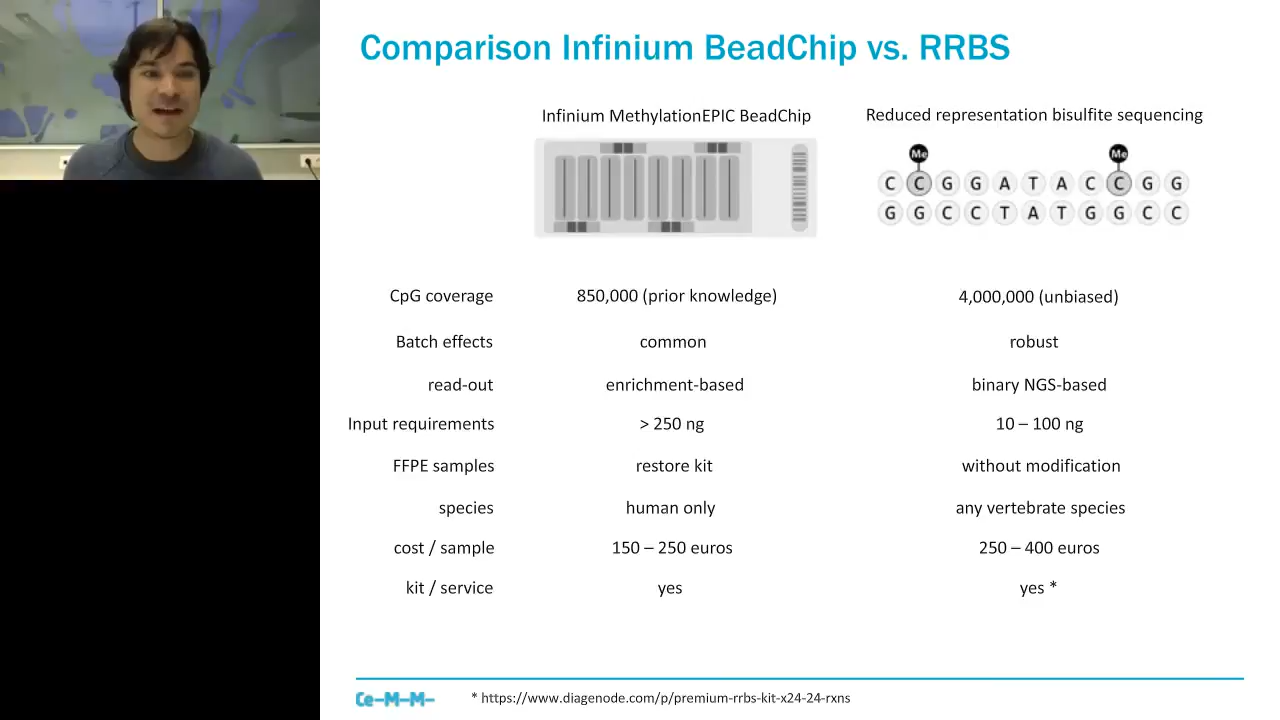 Comparison Infinium BeadChip vs. RRBS
Infinium MethylationEPIC BeadChip
Reduced representation bisulfite sequencing
Me Me
C C G G A T A C C G G
G G C C T A T G G C C
CpG coverage 850,000 (prior knowledge) 4,000,000 (unbiased)
Batch effects common robust
read-out enrichment-based binary NGS-based
Input requirements > 250 ng 10 – 100 ng
FFPE samples restore kit without modification
species human only any vertebrate species
cost / sample 150 – 250 euros 250 – 400 euros
kit / service yes yes *
Ce-M-M- * https://www.diagenode.com/p/premium-rrbs-kit-x24-24-rxns